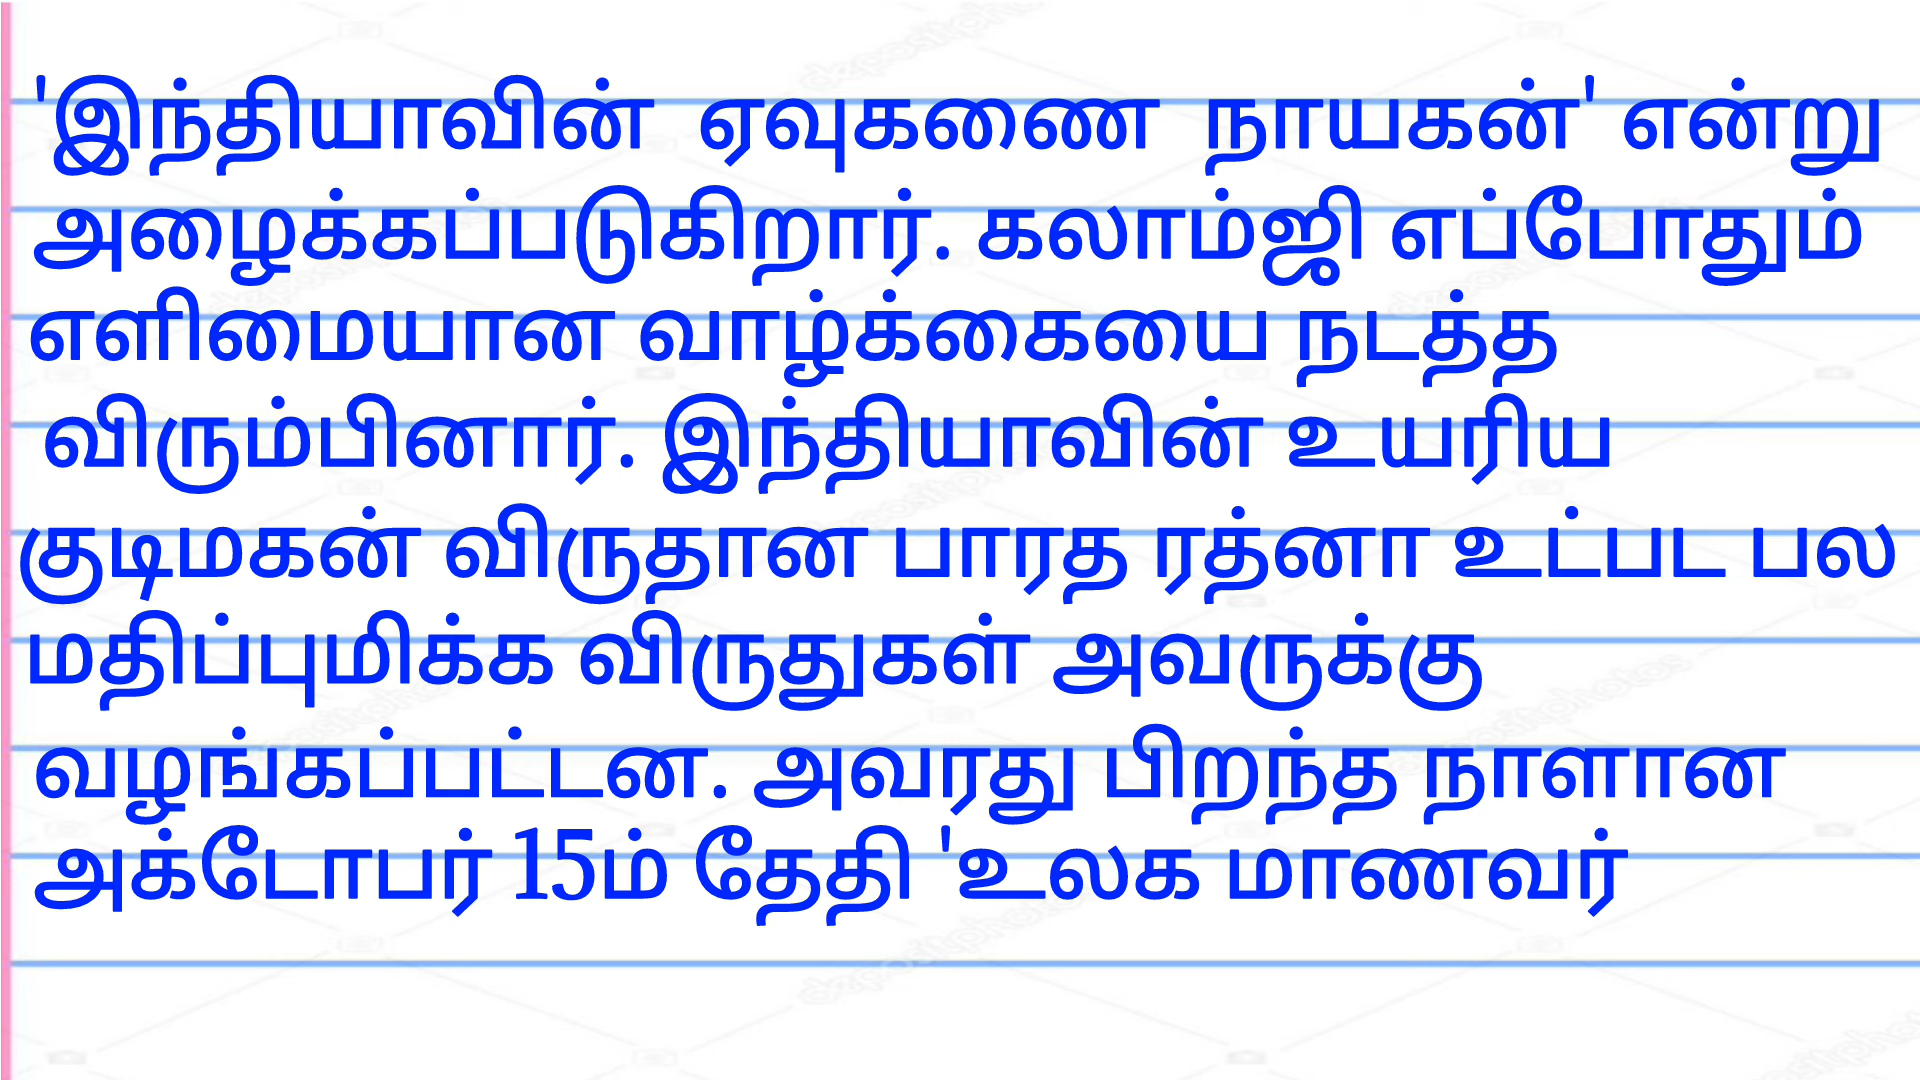 'இந்தியாவின் ஏவுகணை நாயகன்' என்று
அழைக்கப்படுகிறார். கலாம்ஜி எப்போதும்
எளிமையான வாழ்க்கையை நடத்த
விரும்பினார். இந்தியாவின் உயரிய
குடிமகன் விருதான பாரத ரத்னா உட்பட பல
மதிப்புமிக்க விருதுகள் அவருக்கு
வழங்கப்பட்டன. அவரது பிறந்த நாளான
அக்டோபர் 15ம் தேதி 'உலக மாணவர்